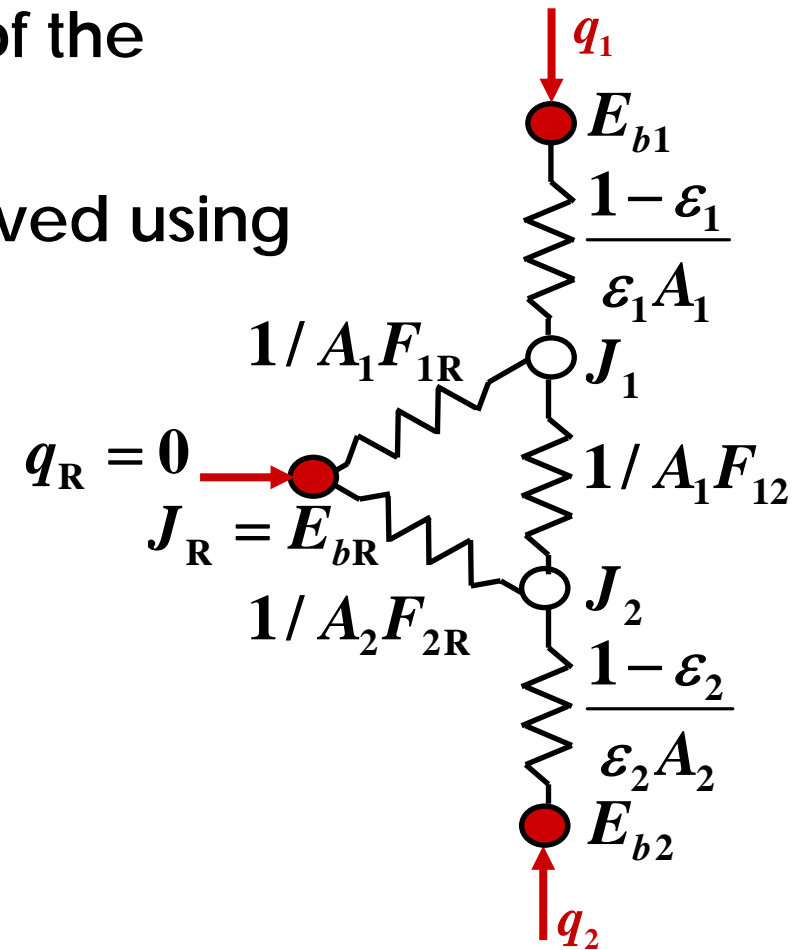 of the
q₁
E_b1
ved using
1 − ε₁
ε₁A₁
1/ A₁F₁R
J₁
q_R = 0
1/ A₁F₁₂
J_R = E_bR
J₂
1/ A₂F₂R
1 − ε₂
ε₂A₂
E_b2
q₂